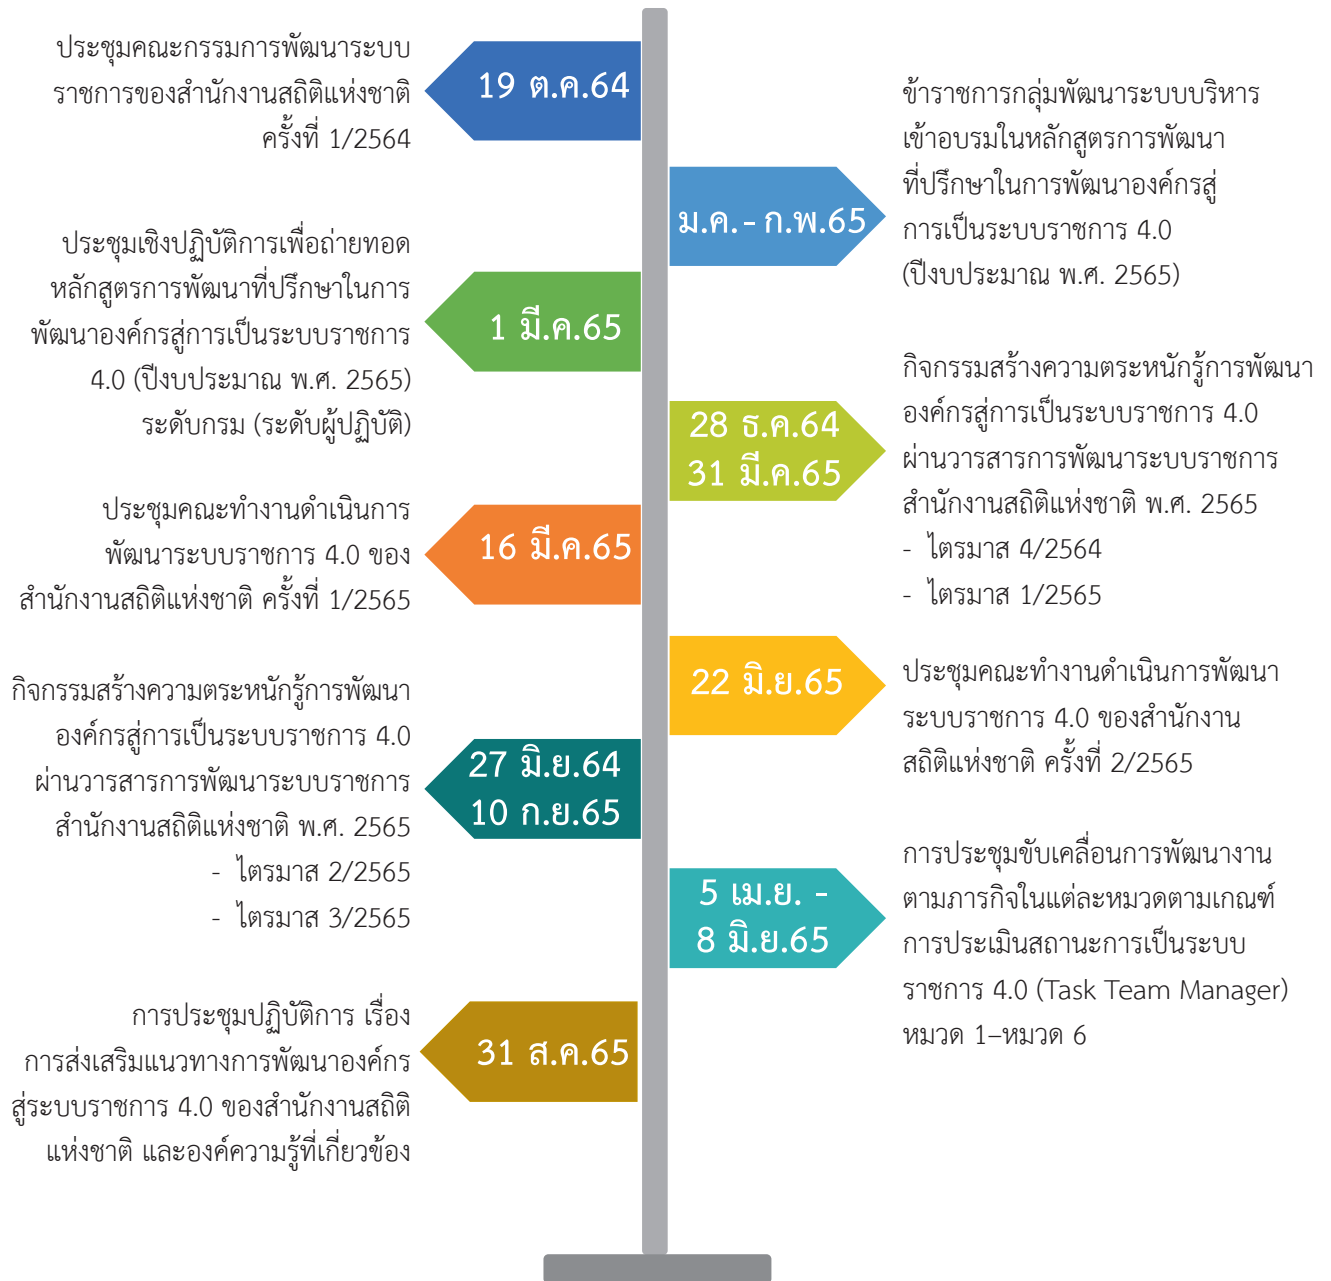 ประชุมคณะกรรมการพัฒนาระบบ
ราชการของสำนักงานสถิติแห่งชาติ
ครั้งที่ 1/2564
19 ต.ค.64
ม.ค. - ก.พ.65
ข้าราชการกลุ่มพัฒนาระบบบริหาร
เข้าอบรมในหลักสูตรการพัฒนา
ที่ปรึกษาในการพัฒนาองค์กรสู่
การเป็นระบบราชการ 4.0
(ปีงบประมาณ พ.ศ. 2565)
ประชุมเชิงปฏิบัติการเพื่อถ่ายทอด
หลักสูตรการพัฒนาที่ปรึกษาในการ
พัฒนาองค์กรสู่การเป็นระบบราชการ
4.0 (ปีงบประมาณ พ.ศ. 2565)
ระดับกรม (ระดับผู้ปฏิบัติ)
1 มี.ค.65
28 ธ.ค.64
31 มี.ค.65
กิจกรรมสร้างความตระหนักรู้การพัฒนา
องค์กรสู่การเป็นระบบราชการ 4.0
ผ่านวารสารการพัฒนาระบบราชการ
สำนักงานสถิติแห่งชาติ พ.ศ. 2565
- ไตรมาส 4/2564
- ไตรมาส 1/2565
ประชุมคณะทำงานดำเนินการ
พัฒนาระบบราชการ 4.0 ของ
สำนักงานสถิติแห่งชาติ ครั้งที่ 1/2565
16 มี.ค.65
22 มิ.ย.65
ประชุมคณะทำงานดำเนินการพัฒนา
ระบบราชการ 4.0 ของสำนักงาน
สถิติแห่งชาติ ครั้งที่ 2/2565
กิจกรรมสร้างความตระหนักรู้การพัฒนา
องค์กรสู่การเป็นระบบราชการ 4.0
ผ่านวารสารการพัฒนาระบบราชการ
สำนักงานสถิติแห่งชาติ พ.ศ. 2565
- ไตรมาส 2/2565
- ไตรมาส 3/2565
27 มิ.ย.64
10 ก.ย.65
5 เม.ย. -
8 มิ.ย.65
การประชุมขับเคลื่อนการพัฒนางาน
ตามภารกิจในแต่ละหมวดตามเกณฑ์
การประเมินสถานะการเป็นระบบ
ราชการ 4.0 (Task Team Manager)
หมวด 1–หมวด 6
การประชุมปฏิบัติการ เรื่อง
การส่งเสริมแนวทางการพัฒนาองค์กร
สู่ระบบราชการ 4.0 ของสำนักงานสถิติ
แห่งชาติ และองค์ความรู้ที่เกี่ยวข้อง
31 ส.ค.65